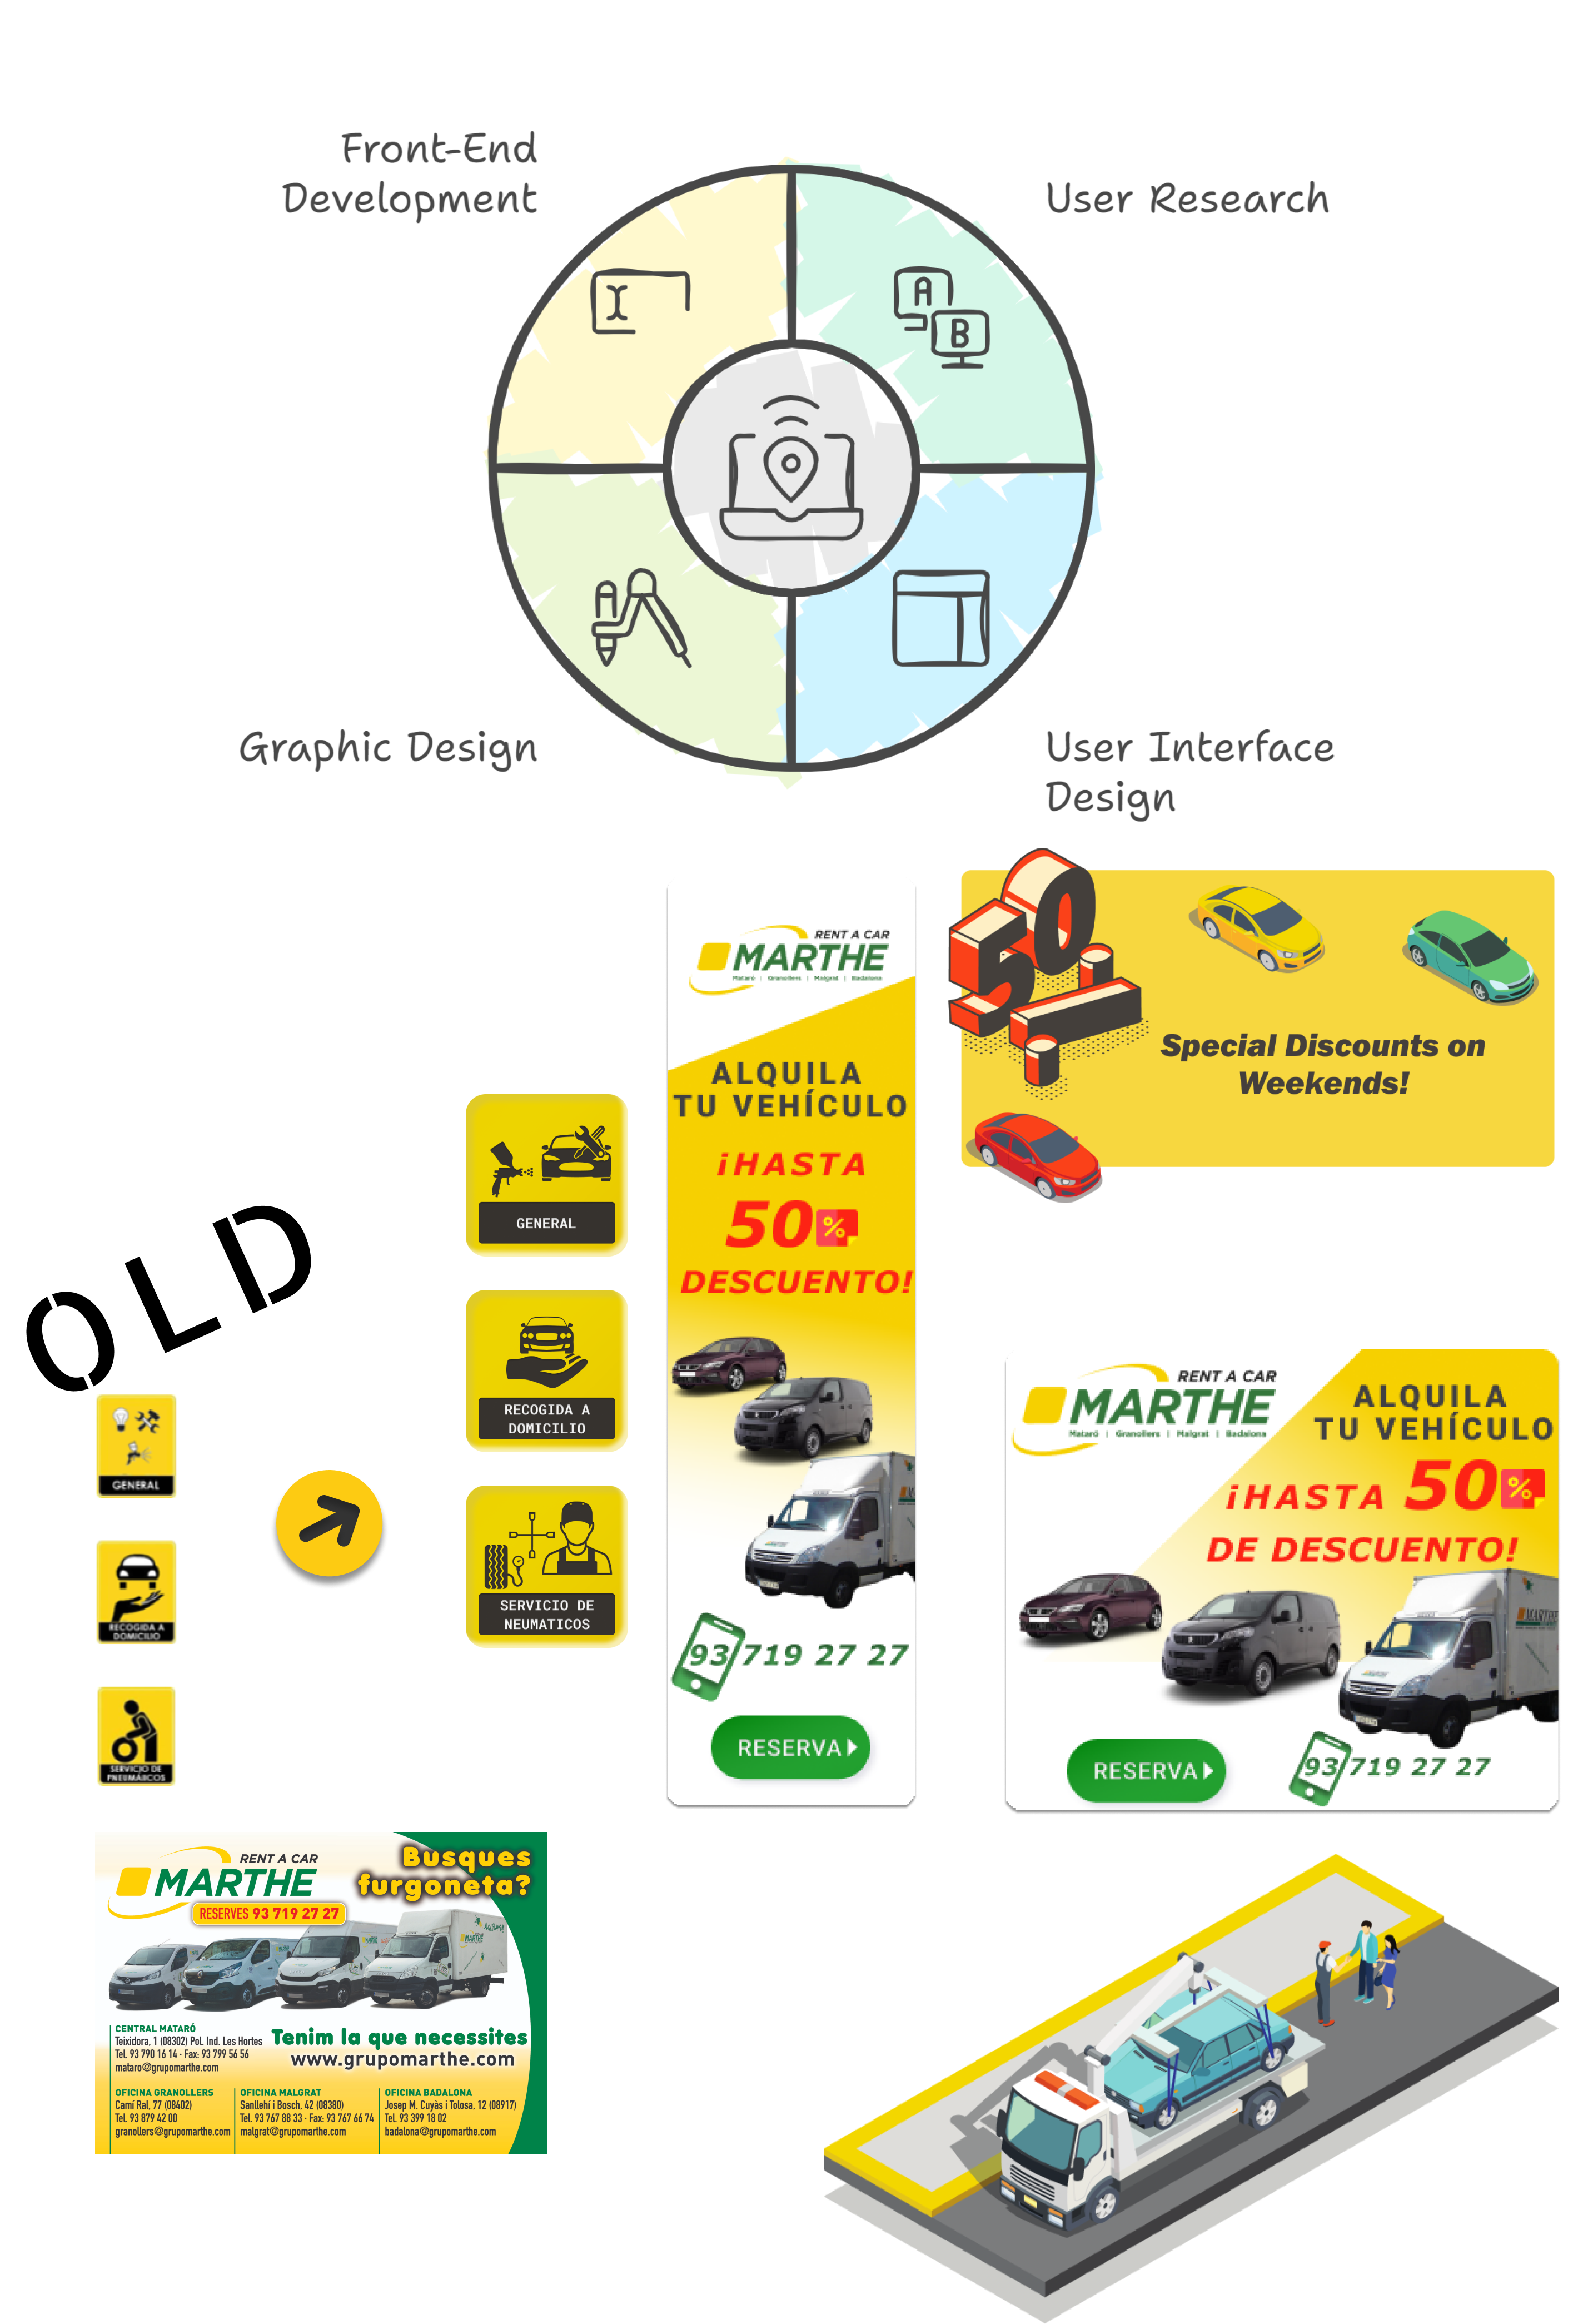 Front-End
Development
User Research
A
B
Graphic Design
User Interface
Design
RENT A CAR
MARTHE
Mataró | Granollers | Malgrat | Badalona
ALQUILA
TU VEHÍCULO
¡HASTA
50%
DESCUENTO!
93 719 27 27
RESERVA
50%
Special Discounts on
Weekends!
OLD
GENERAL
RECOGIDA A
DOMICILIO
SERVICIO DE
PNEUMÁRICOS
GENERAL
RECOGIDA A
DOMICILIO
SERVICIO DE
NEUMATICOS
RENT A CAR
MARTHE
Mataró | Granollers | Malgrat | Badalona
ALQUILA
TU VEHÍCULO
¡HASTA 50%
DE DESCUENTO!
MARTHE
RESERVA
93 719 27 27
RENT A CAR
MARTHE
RESERVES 93 719 27 27
Busques
furgoneta?
MARTHE
CENTRAL MATARÓ
Teixidora, 1 (08302) Pol. Ind. Les Hortes
Tel. 93 790 16 14 · Fax: 93 799 56 56
mataro@grupomarthe.com
Tenim la que necessites
www.grupomarthe.com
OFICINA GRANOLLERS
Camí Ral, 77 (08402)
Tel. 93 879 42 00
granollers@grupomarthe.com
OFICINA MALGRAT
Sanllehí i Bosch, 42 (08380)
Tel. 93 767 88 33 · Fax: 93 767 66 74
malgrat@grupomarthe.com
OFICINA BADALONA
Josep M. Cuyàs i Tolosa, 12 (08917)
Tel. 93 399 18 02
badalona@grupomarthe.com